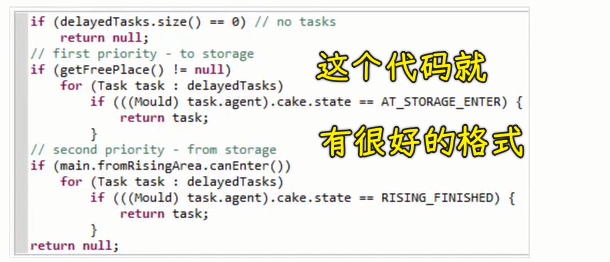 if (delayedTasks.size() == 0) // no tasks
    return null;
// first priority - to storage
if (getFreePlace() != null)
    for (Task task : delayedTasks)
        if (((Mould) task.agent).cake.state == AT_STORAGE_ENTER) {
            return task;
        }
// second priority - from storage
if (main.fromRisingArea.canEnter())
    for (Task task : delayedTasks)
        if (((Mould) task.agent).cake.state == RISING_FINISHED) {
            return task;
        }
return null;
这个代码就
有很好的格式